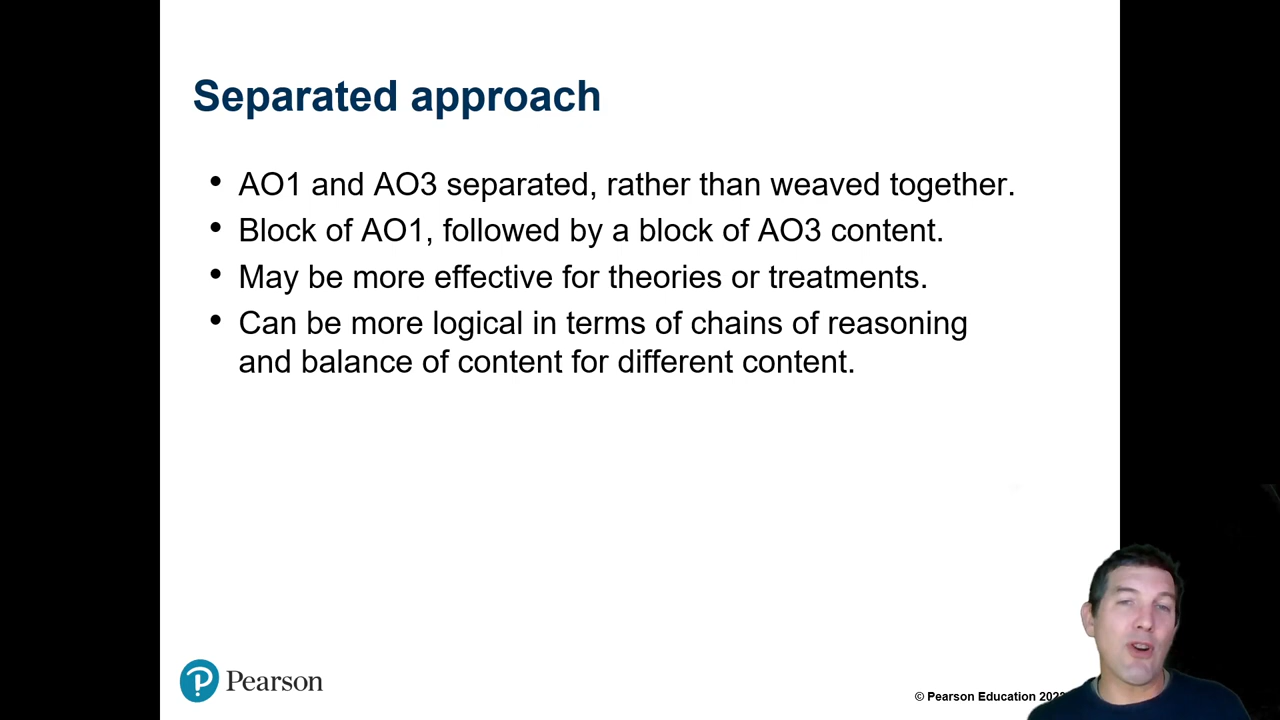 Separated approach
• AO1 and AO3 separated, rather than weaved together.
• Block of AO1, followed by a block of AO3 content.
• May be more effective for theories or treatments.
• Can be more logical in terms of chains of reasoning
and balance of content for different content.
Pearson
© Pearson Education